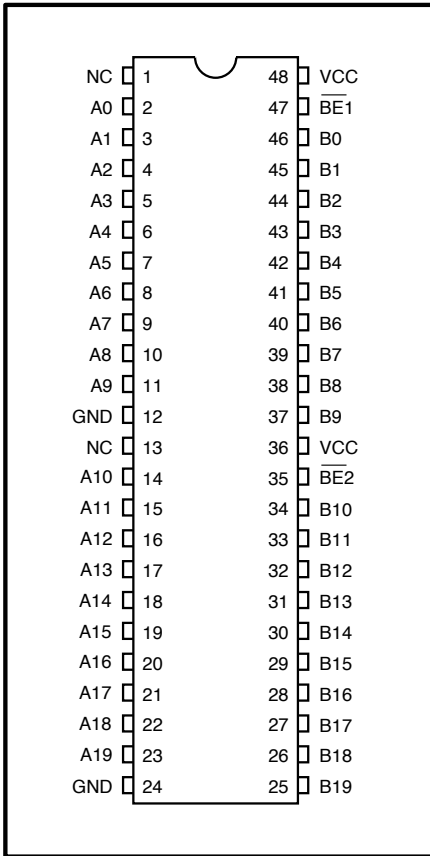 NC 1 48 VCC
A0 2 47 B̅E̅1
A1 3 46 B0
A2 4 45 B1
A3 5 44 B2
A4 6 43 B3
A5 7 42 B4
A6 8 41 B5
A7 9 40 B6
A8 10 39 B7
A9 11 38 B8
GND 12 37 B9
NC 13 36 VCC
A10 14 35 B̅E̅2
A11 15 34 B10
A12 16 33 B11
A13 17 32 B12
A14 18 31 B13
A15 19 30 B14
A16 20 29 B15
A17 21 28 B16
A18 22 27 B17
A19 23 26 B18
GND 24 25 B19